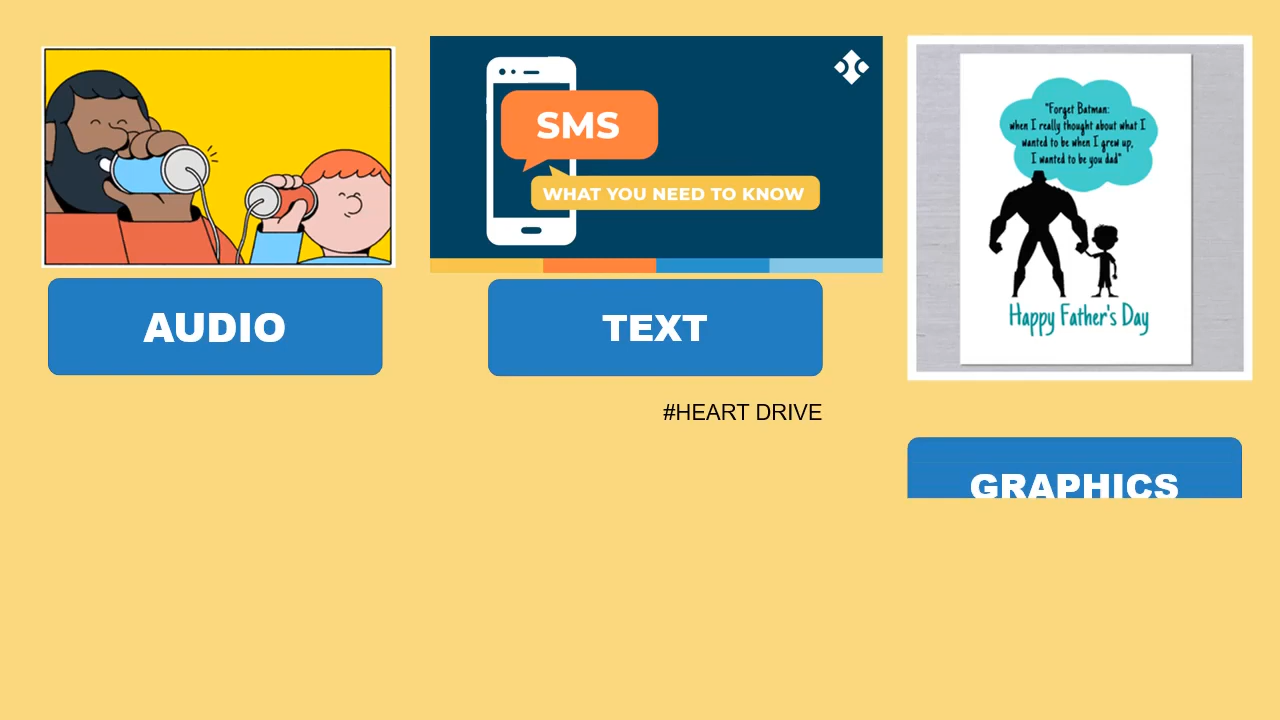 SMS
WHAT YOU NEED TO KNOW
"Forget Batman:
when I really thought about what I
wanted to be when I grew up,
I wanted to be you dad"
Happy Father's Day
AUDIO
TEXT
#HEART DRIVE
GRAPHICS